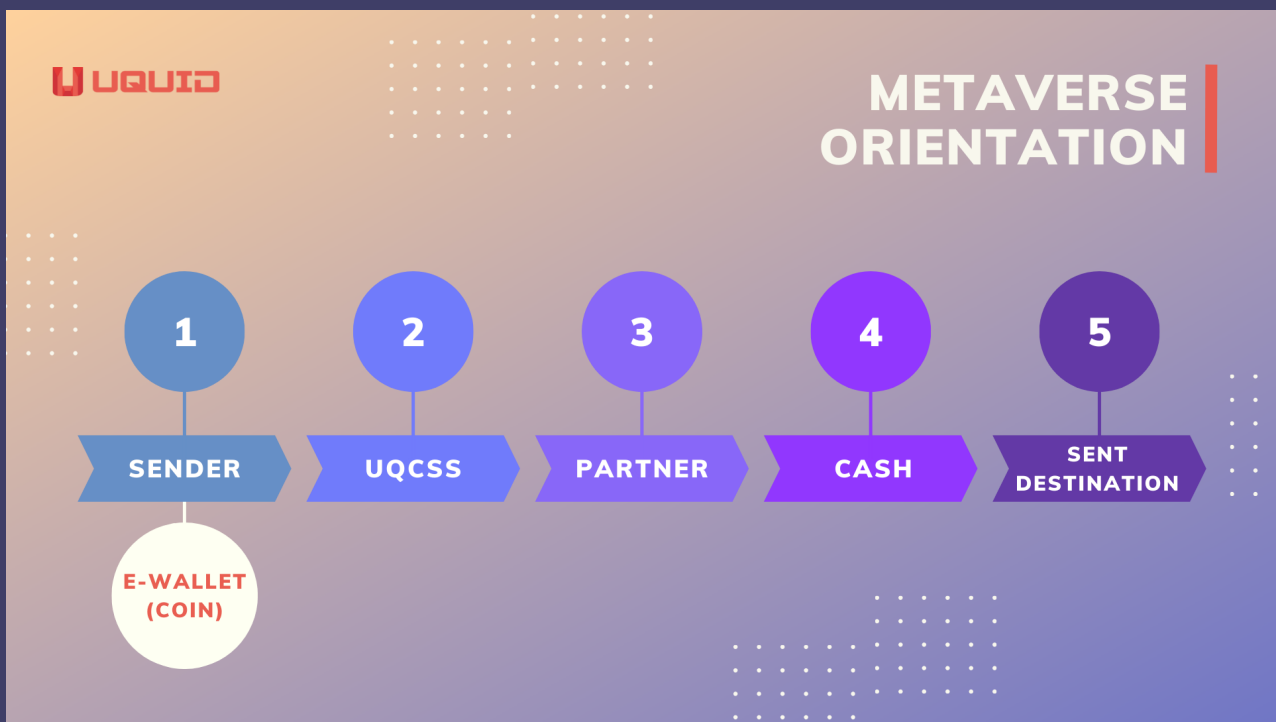 UQUID
METAVERSE
ORIENTATION
1
2
3
4
5
SENDER
UQCSS
PARTNER
CASH
SENT
DESTINATION
E-WALLET
(COIN)